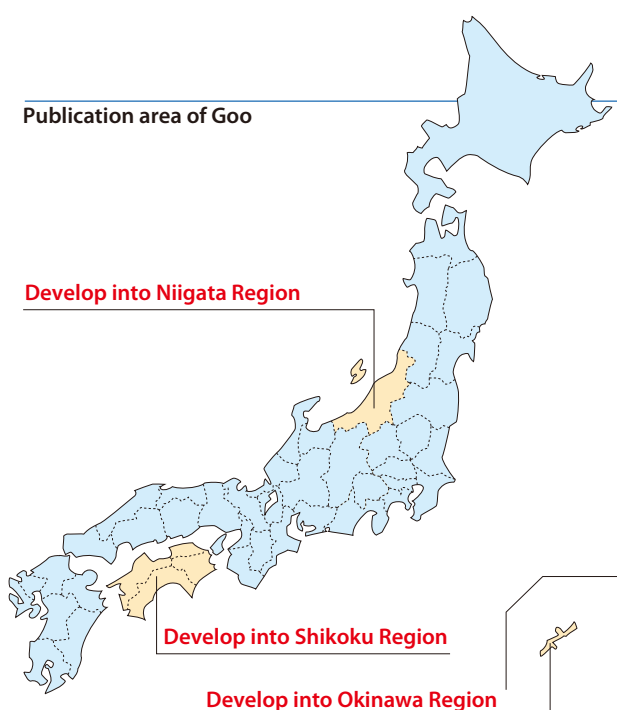 Publication area of Goo
Develop into Niigata Region
Develop into Shikoku Region
Develop into Okinawa Region